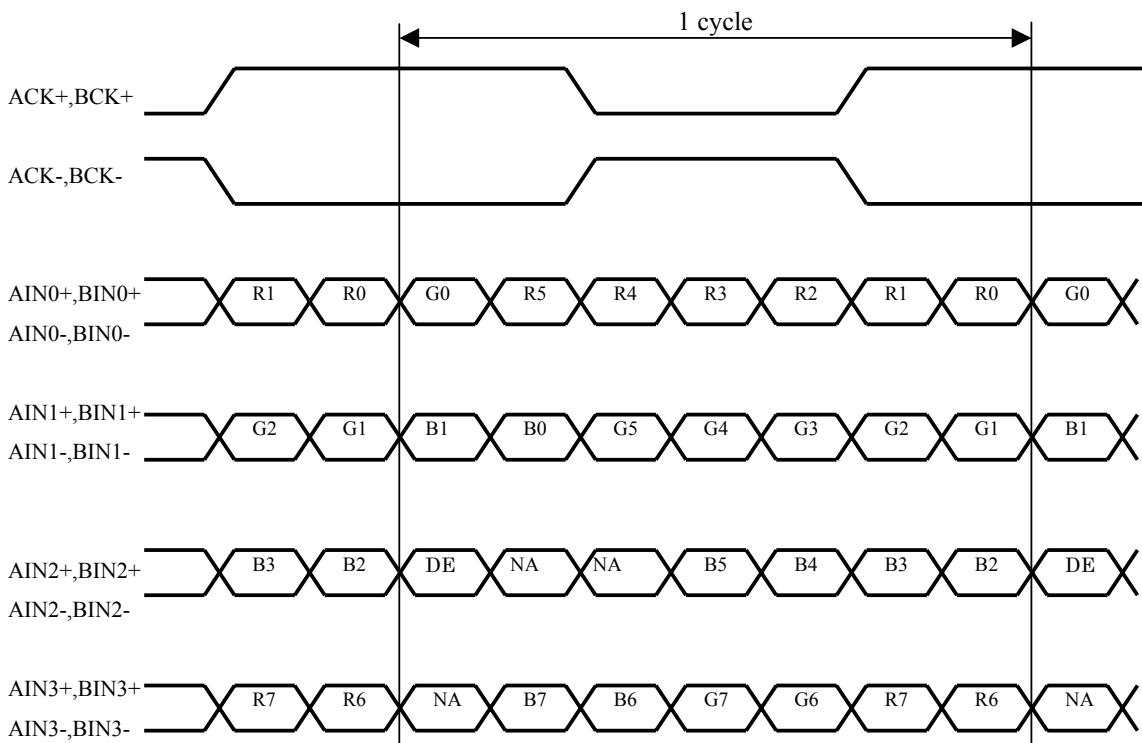 1 cycle
ACK+,BCK+
ACK-,BCK-
AIN0+,BIN0+
R1 R0 G0 R5 R4 R3 R2 R1 R0 G0
AIN0-,BIN0-
AIN1+,BIN1+
G2 G1 B1 B0 G5 G4 G3 G2 G1 B1
AIN1-,BIN1-
AIN2+,BIN2+
B3 B2 DE NA NA B5 B4 B3 B2 DE
AIN2-,BIN2-
AIN3+,BIN3+
R7 R6 NA B7 B6 G7 G6 R7 R6 NA
AIN3-,BIN3-